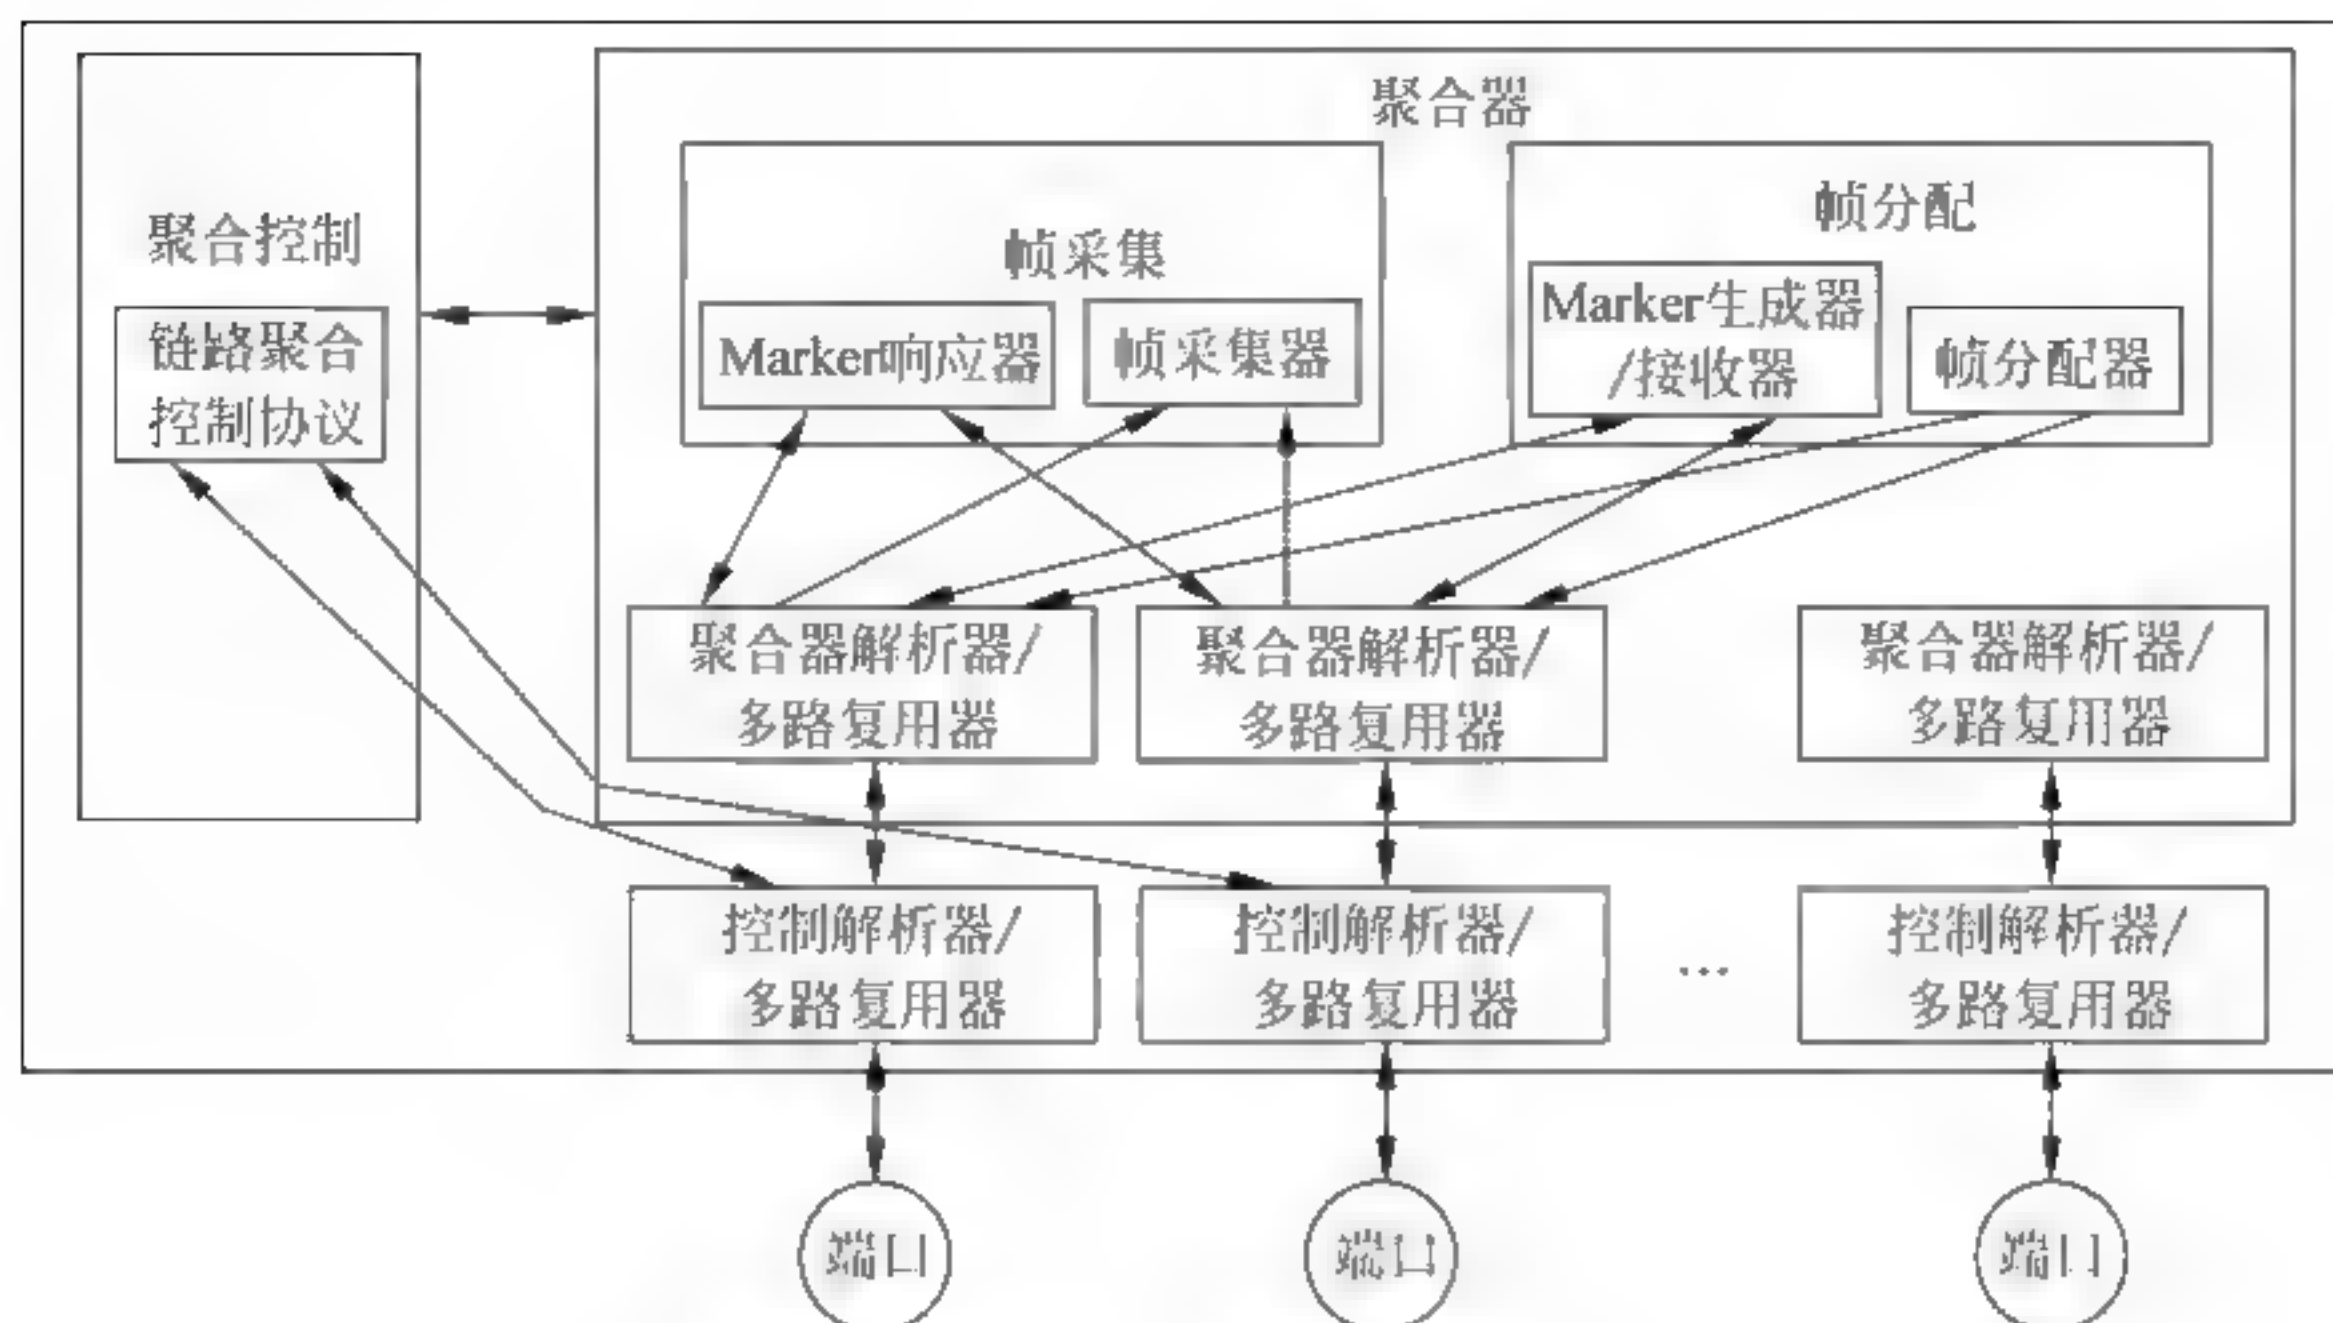 聚合器
聚合控制
链路聚合
控制协议
帧采集
Marker响应器
帧采集器
帧分配
Marker生成器
/接收器
帧分配器
聚合器解析器/
多路复用器
聚合器解析器/
多路复用器
聚合器解析器/
多路复用器
控制解析器/
多路复用器
控制解析器/
多路复用器
…
控制解析器/
多路复用器
端口
端口
端口